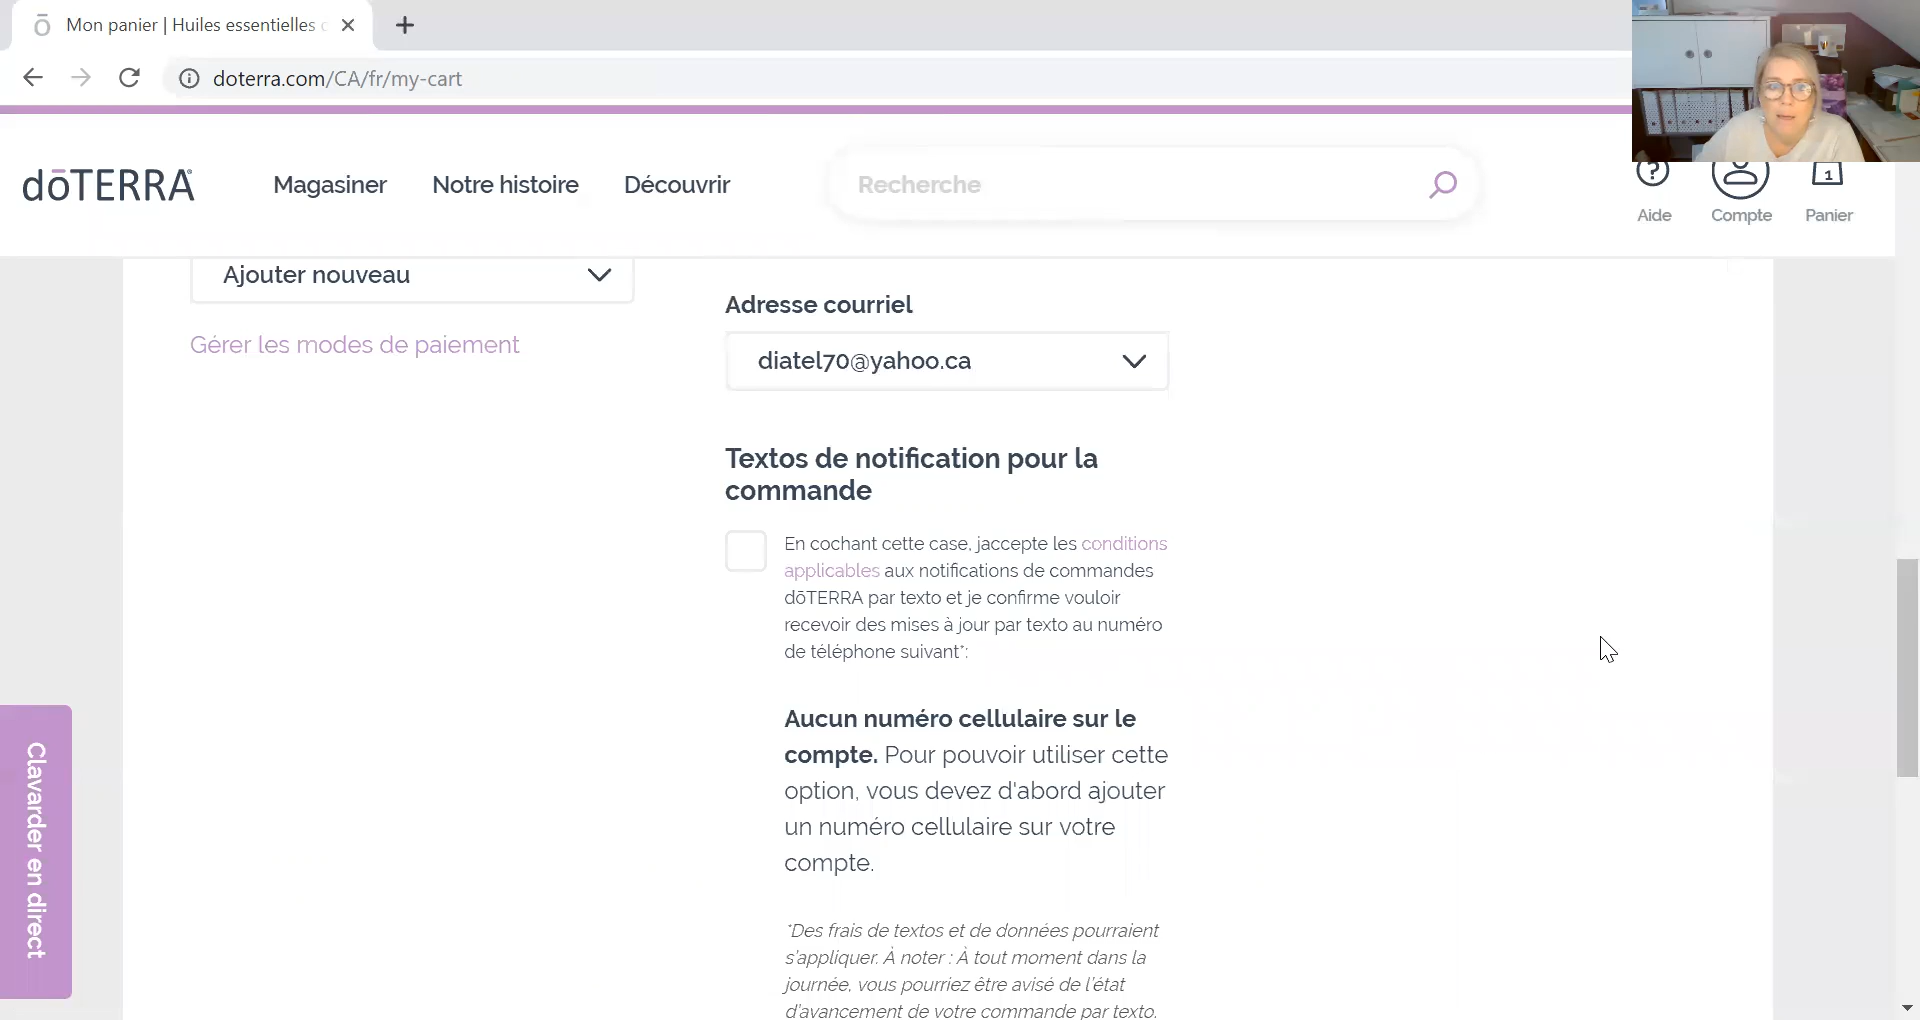 Mon panier | Huiles essentielles
doterra.com/CA/fr/my-cart
dōTERRA
Magasiner
Notre histoire
Découvrir
Recherche
1
Aide
Compte
Panier
Ajouter nouveau
Gérer les modes de paiement
Adresse courriel
diatel70@yahoo.ca
Textos de notification pour la
commande
En cochant cette case, jaccepte les conditions
applicables aux notifications de commandes
dōTERRA par texto et je confirme vouloir
recevoir des mises à jour par texto au numéro
de téléphone suivant*:
Aucun numéro cellulaire sur le
compte. Pour pouvoir utiliser cette
option, vous devez d'abord ajouter
un numéro cellulaire sur votre
compte.
*Des frais de textos et de données pourraient
s'appliquer. À noter : À tout moment dans la
journée, vous pourriez être avisé de l'état
d'avancement de votre commande par texto.
Clavarder en direct